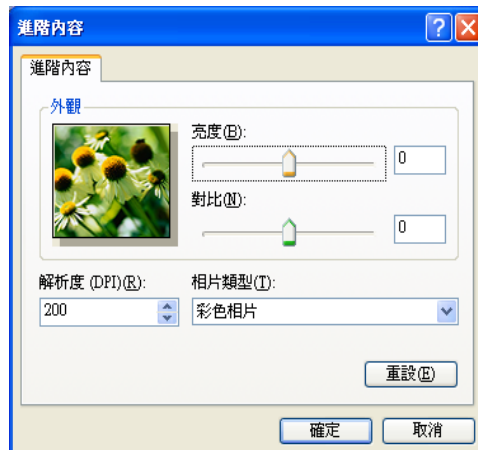 進階內容
進階內容
外觀
亮度(B):
0
對比(N):
0
解析度 (DPI)(R):
相片類型(T):
200
彩色相片
重設(E)
確定
取消